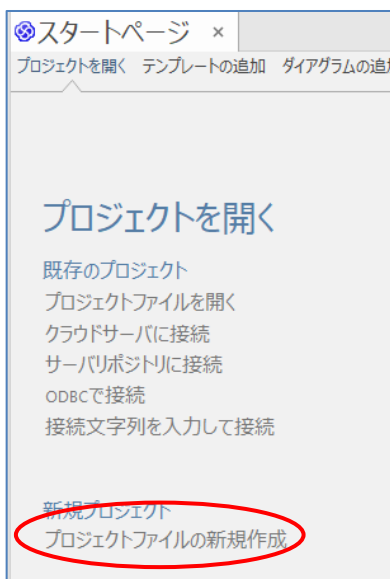 スタートページ ×
プロジェクトを開く テンプレートの追加 ダイアグラムの追
プロジェクトを開く
既存のプロジェクト
プロジェクトファイルを開く
クラウドサーバに接続
サーバリポジトリに接続
ODBCで接続
接続文字列を入力して接続
新規プロジェクト
プロジェクトファイルの新規作成